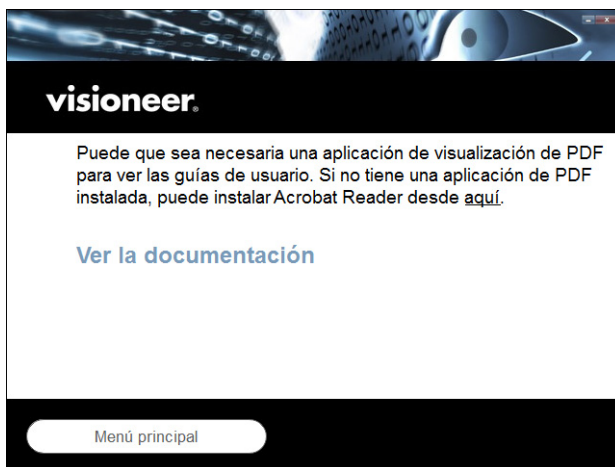 visioneer®
Puede que sea necesaria una aplicación de visualización de PDF
para ver las guías de usuario. Si no tiene una aplicación de PDF
instalada, puede instalar Acrobat Reader desde aquí.
Ver la documentación
Menú principal